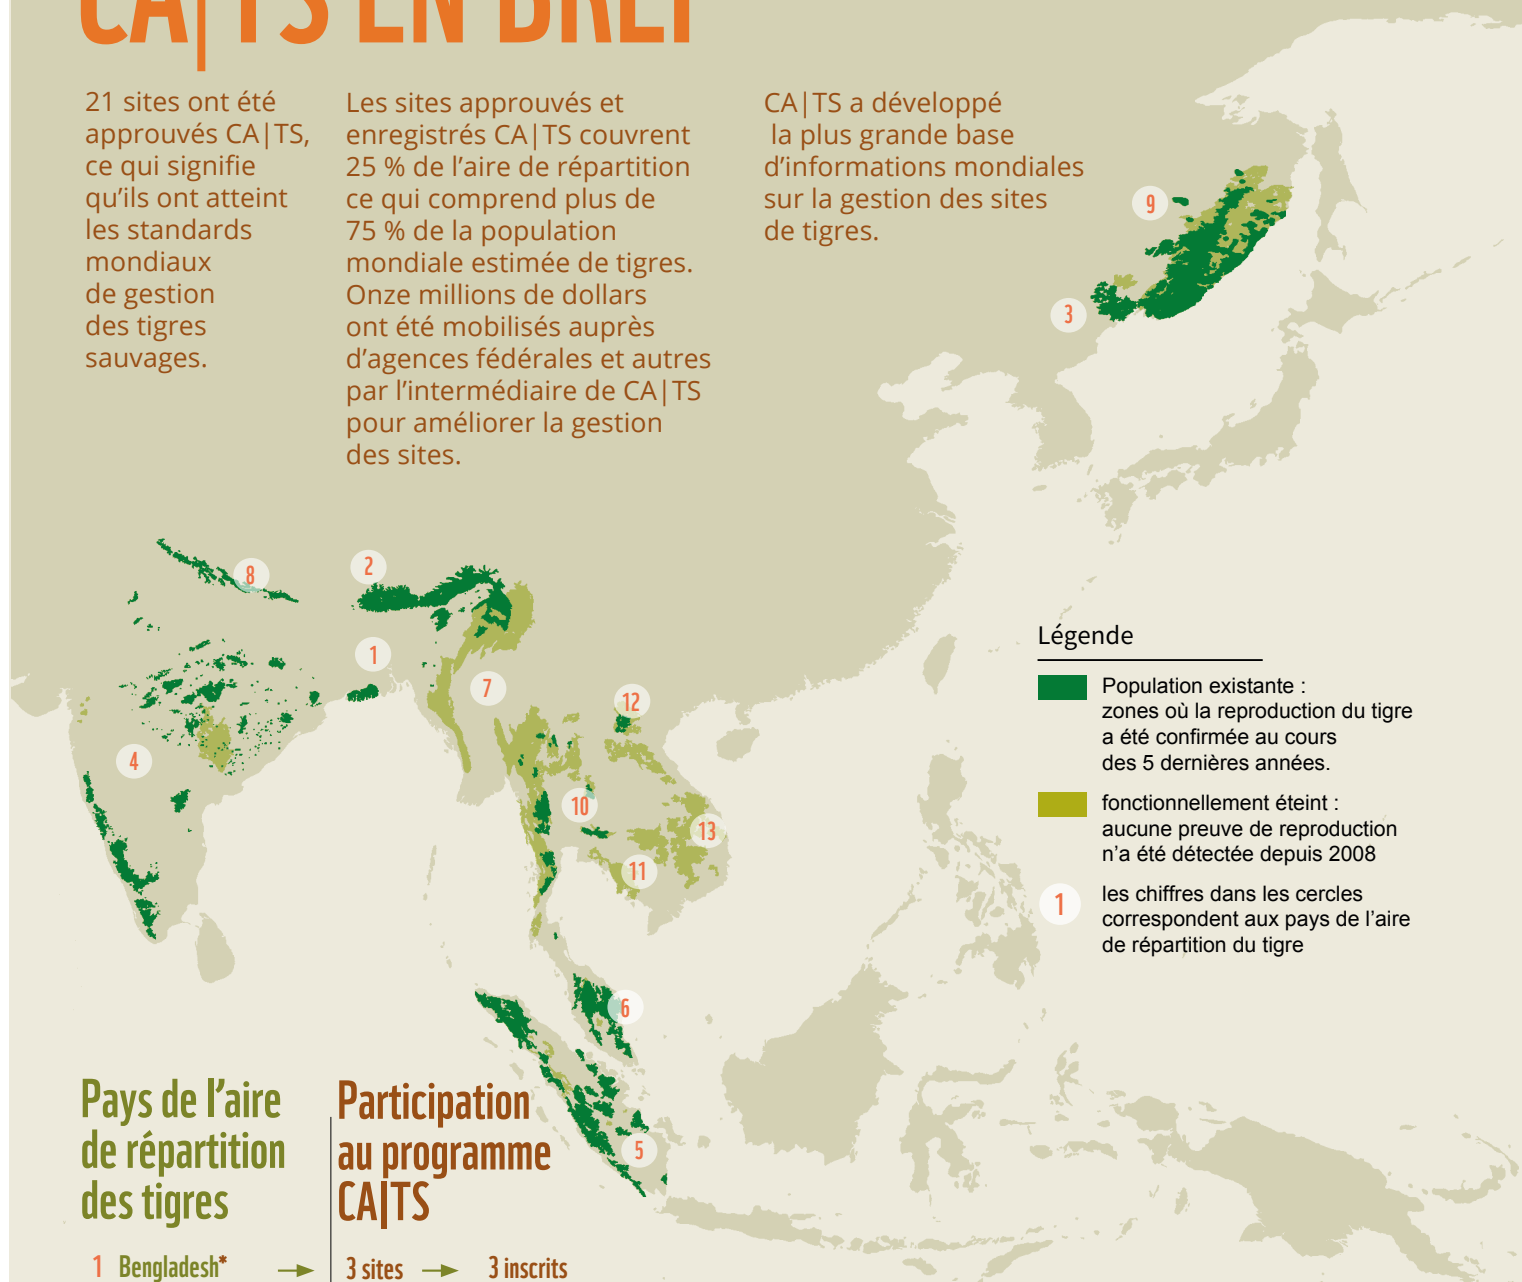 CA|TS EN BREF
21 sites ont été
approuvés CA|TS,
ce qui signifie
qu'ils ont atteint
les standards
mondiaux
de gestion
des tigres
sauvages.
Les sites approuvés et
enregistrés CA|TS couvrent
25 % de l'aire de répartition
ce qui comprend plus de
75 % de la population
mondiale estimée de tigres.
Onze millions de dollars
ont été mobilisés auprès
d'agences fédérales et autres
par l'intermédiaire de CA|TS
pour améliorer la gestion
des sites.
CA|TS a développé
la plus grande base
d'informations mondiales
sur la gestion des sites
de tigres.
9
3
8
2
1
7
12
4
10
13
11
6
5
Légende
Population existante :
zones où la reproduction du tigre
a été confirmée au cours
des 5 dernières années.
fonctionnellement éteint :
aucune preuve de reproduction
n'a été détectée depuis 2008
1
les chiffres dans les cercles
correspondent aux pays de l'aire
de répartition du tigre
Pays de l'aire
de répartition
des tigres
Participation
au programme
CA|TS
1 Bengladesh* → 3 sites → 3 inscrits